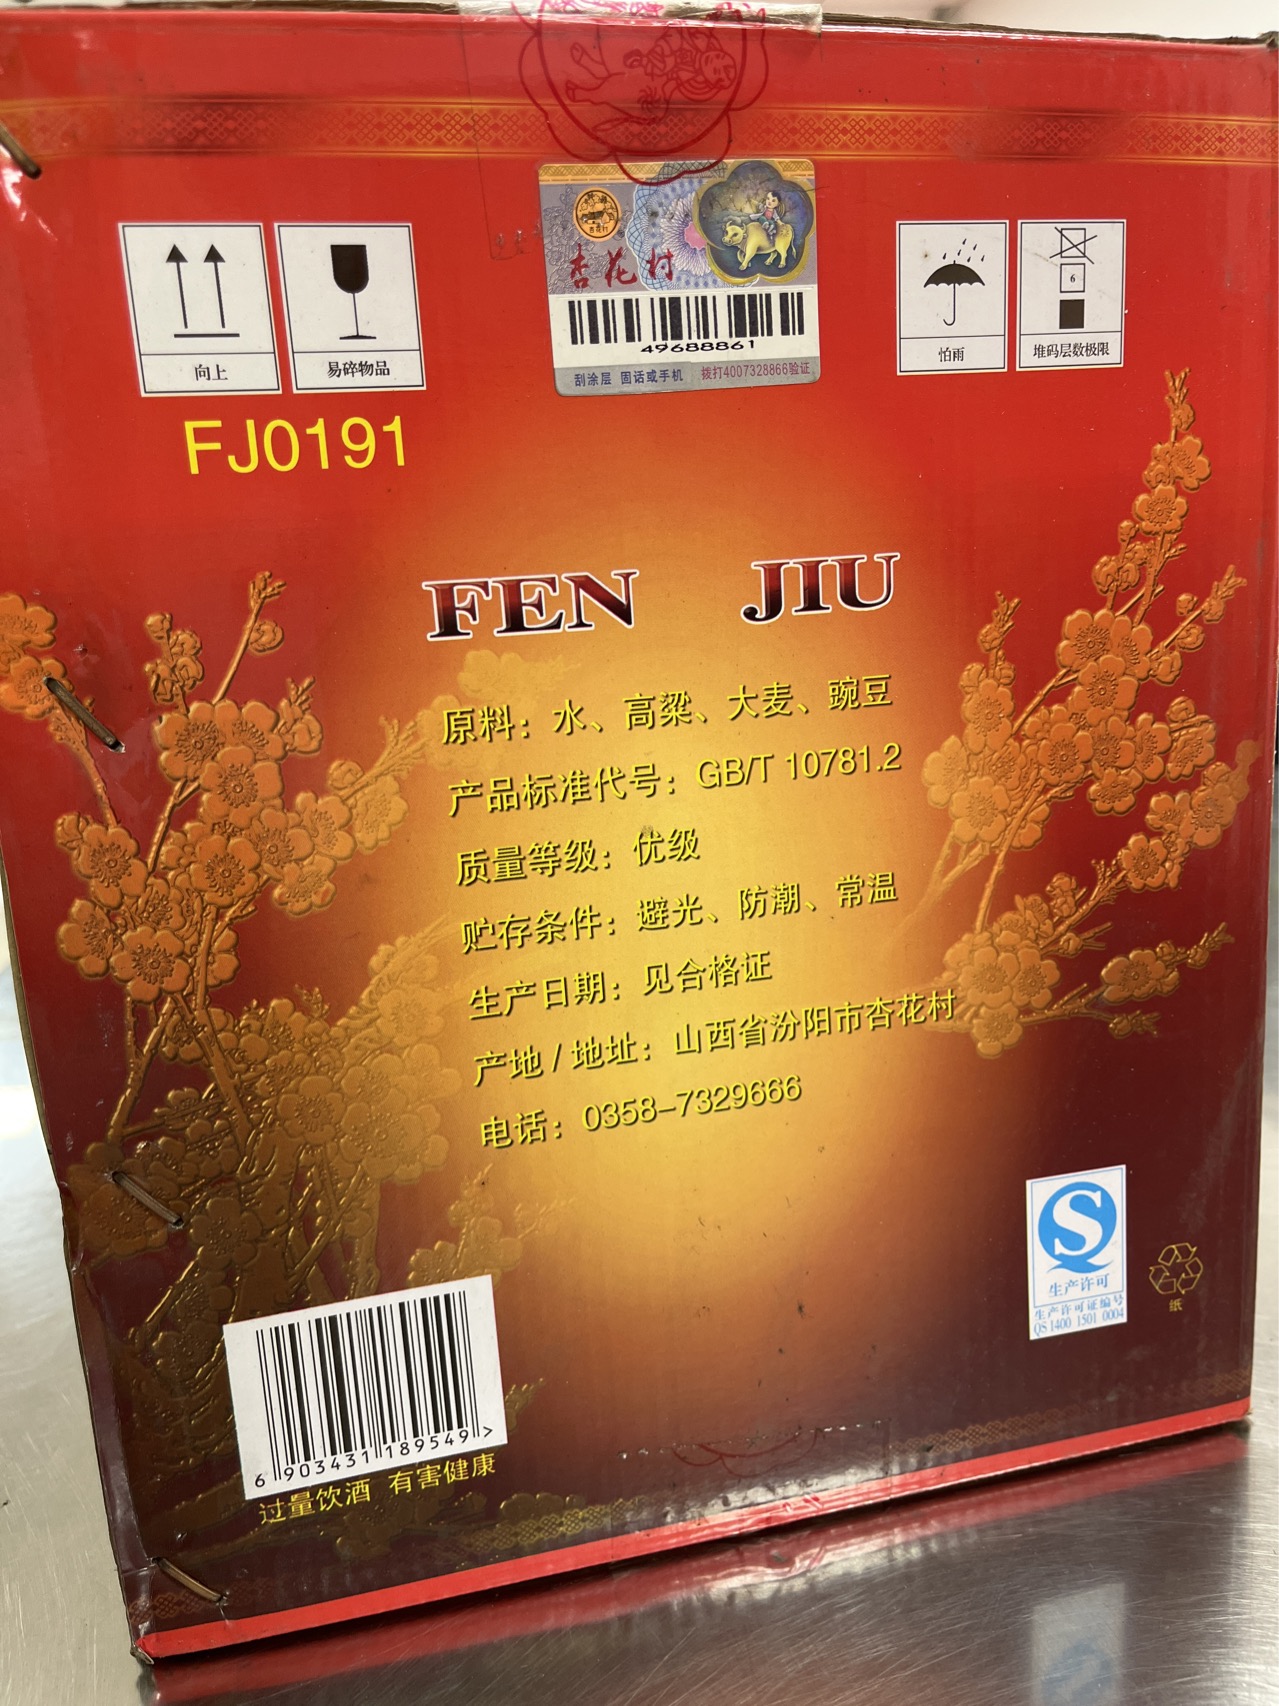 杏花村
杏花村
49688861
刮涂层 固话或手机 拨打4007328866验证
向上
易碎物品
怕雨
6
堆码层数极限
FJ0191
FEN JIU
原料：水、高粱、大麦、豌豆
产品标准代号：GB/T 10781.2
质量等级：优级
贮存条件：避光、防潮、常温
生产日期：见合格证
产地/地址：山西省汾阳市杏花村
电话：0358-7329666
S
生产许可
生产许可证编号
QS 1400 1501 0004
纸
6 903431 189549 >
过量饮酒 有害健康